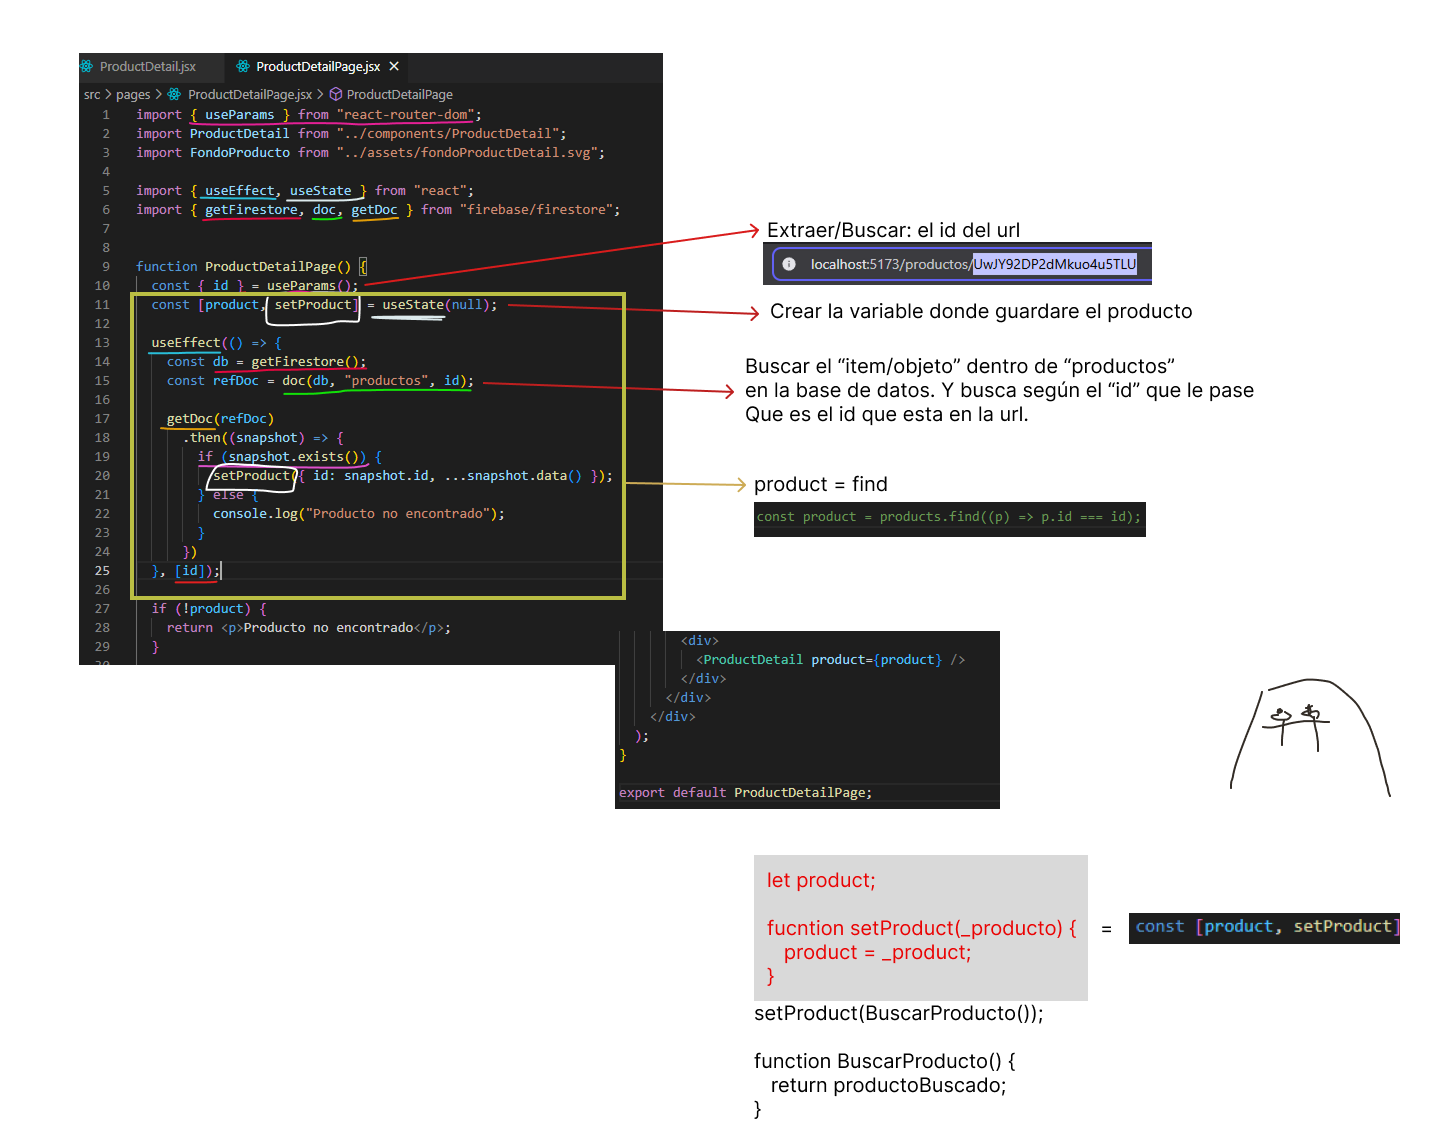 ProductDetail.jsx
ProductDetailPage.jsx
src > pages > ProductDetailPage.jsx > ProductDetailPage
1 import { useParams } from "react-router-dom";
2 import ProductDetail from "../components/ProductDetail";
3 import FondoProducto from "../assets/fondoProductDetail.svg";
4
5 import { useEffect, useState } from "react";
6 import { getFirestore, doc, getDoc } from "firebase/firestore";
7
8
9 function ProductDetailPage() {
10 const { id } = useParams();
11 const [product, setProduct] = useState(null);
12
13 useEffect(() => {
14 const db = getFirestore();
15 const refDoc = doc(db, "productos", id);
16
17 getDoc(refDoc)
18 .then((snapshot) => {
19 if (snapshot.exists()) {
20 setProduct({ id: snapshot.id, ...snapshot.data() });
21 } else {
22 console.log("Producto no encontrado");
23 }
24 })
25 }, [id]);
26
27 if (!product) {
28 return <p>Producto no encontrado</p>;
29 }
30
Extraer/Buscar: el id del url
localhost:5173/productos/UwJY92DP2dMkuo4u5TLU
Crear la variable donde guardare el producto
Buscar el “item/objeto” dentro de “productos”
en la base de datos. Y busca según el “id” que le pase
Que es el id que esta en la url.
product = find
const product = products.find((p) => p.id === id);
<div>
<ProductDetail product={product} />
</div>
</div>
</div>
);
}
export default ProductDetailPage;
let product;
fucntion setProduct(_producto) {
product = _product;
}
=
const [product, setProduct]
setProduct(BuscarProducto());
function BuscarProducto() {
return productoBuscado;
}